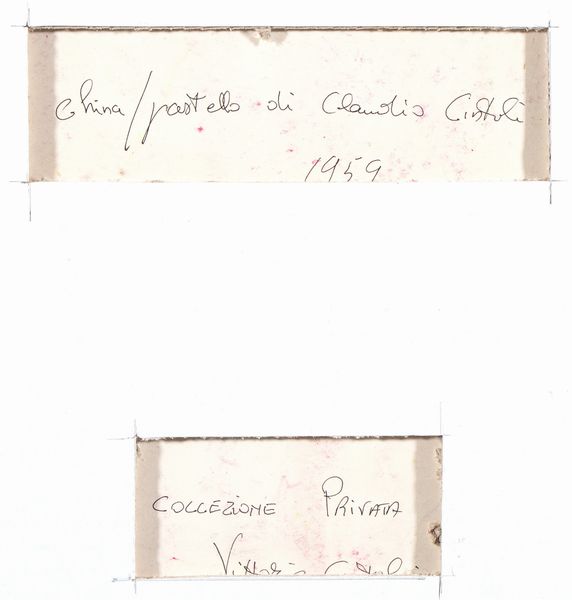 china/pastello di Claudio Cintoli
1959
COLLEZIONE PRIVATA
Vittorio